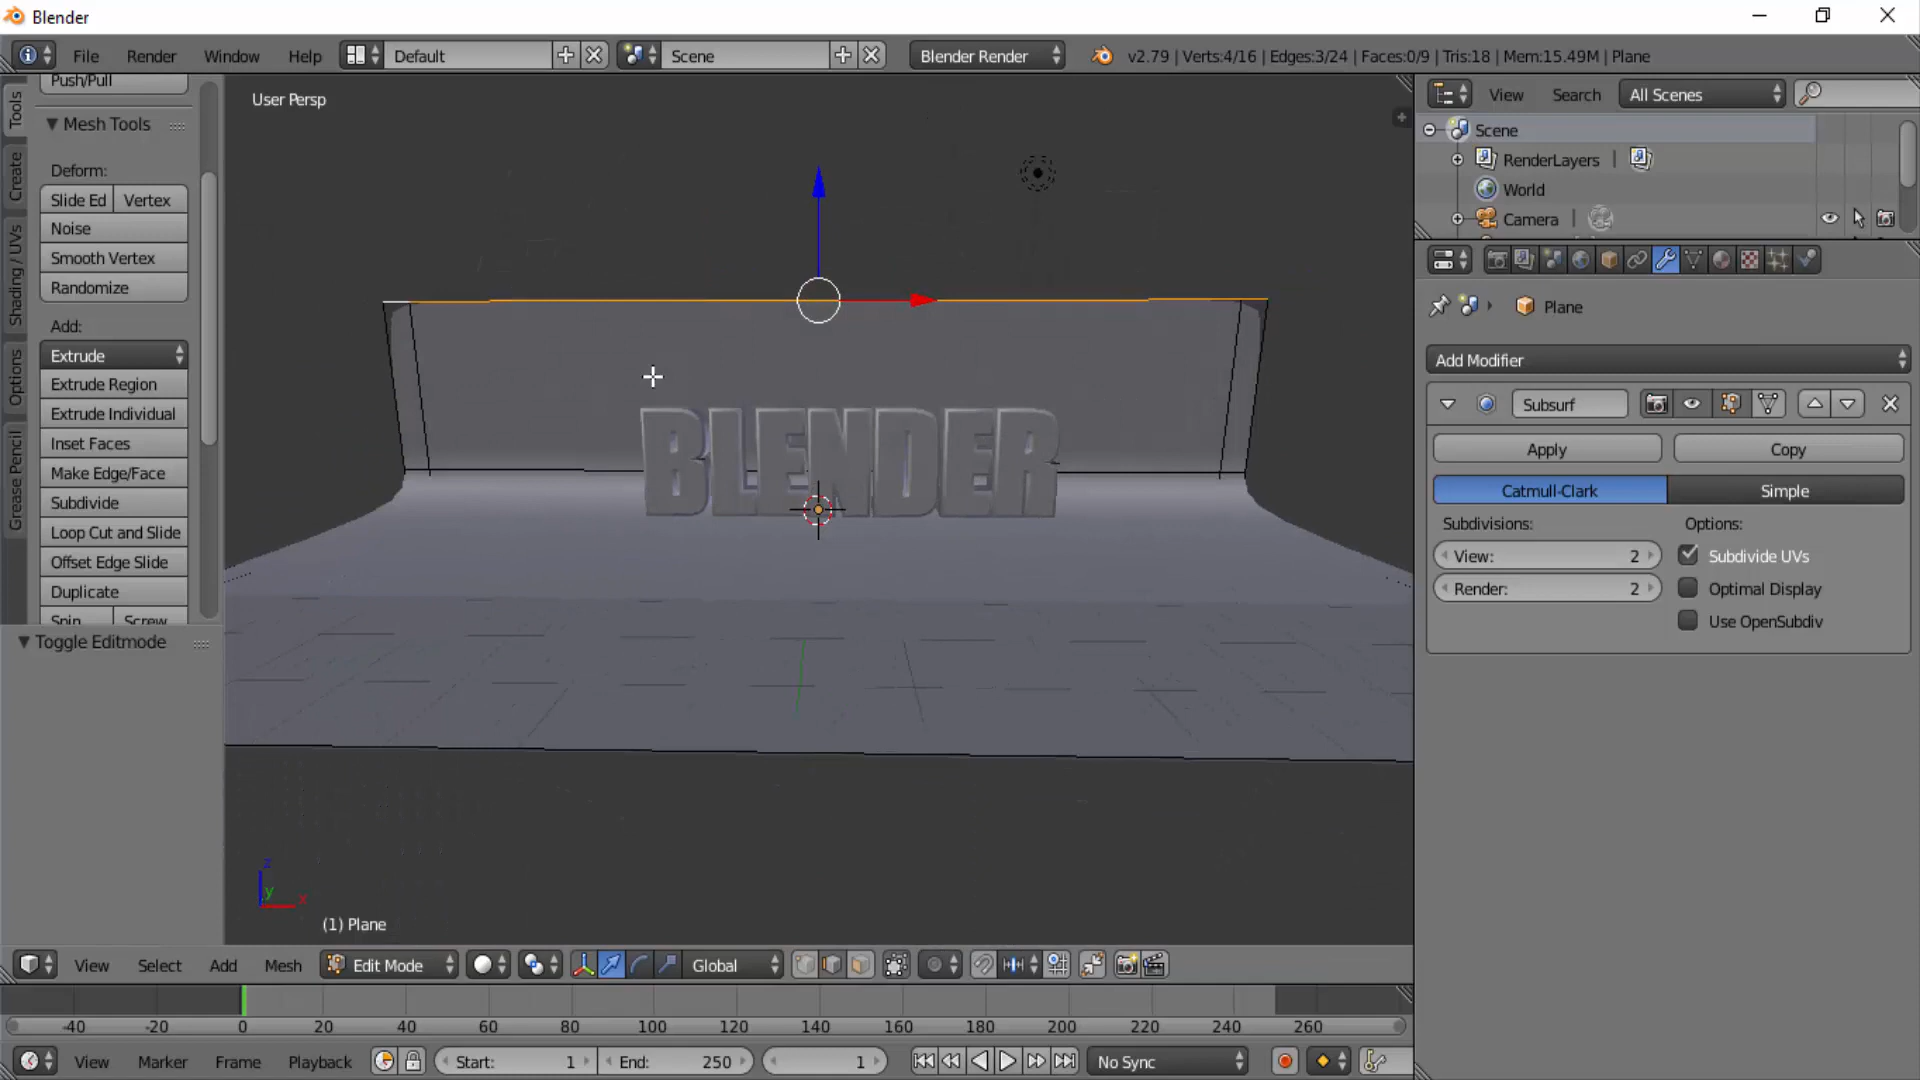 Blender
File Render Window Help Default Scene Blender Render v2.79 | Verts:4/16 | Edges:3/24 | Faces:0/9 | Tris:18 | Mem:15.49M | Plane
Push/Pull
Mesh Tools
Deform:
Slide Ed Vertex
Noise
Smooth Vertex
Randomize
Add:
Extrude
Extrude Region
Extrude Individual
Inset Faces
Make Edge/Face
Subdivide
Loop Cut and Slide
Offset Edge Slide
Duplicate
Spin Screw
Toggle Editmode
Tools
Create
Shading / UVs
Options
Grease Pencil
User Persp
BLENDER
z
y
x
(1) Plane
View Search All Scenes
Scene
RenderLayers |
World
Camera |
Plane
Add Modifier
Subsurf
Apply Copy
Catmull-Clark Simple
Subdivisions: Options:
View: 2 Subdivide UVs
Render: 2 Optimal Display
Use OpenSubdiv
View Select Add Mesh Edit Mode Global
-40 -20 0 20 40 60 80 100 120 140 160 180 200 220 240 260
View Marker Frame Playback Start: 1 End: 250 1 No Sync